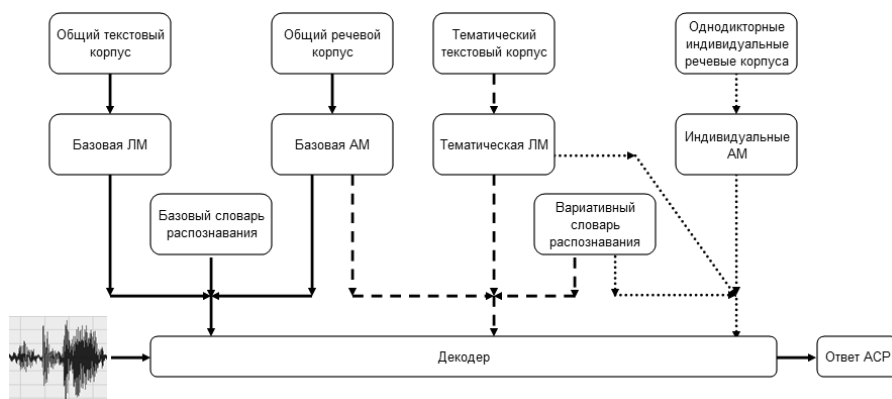 Общий текстовый
корпус
Общий речевой
корпус
Тематический
текстовый корпус
Однодикторные
индивидуальные
речевые корпуса
Базовая ЛМ
Базовая АМ
Тематическая ЛМ
Индивидуальные
АМ
Базовый словарь
распознавания
Вариативный
словарь
распознавания
Декодер
Ответ АСР